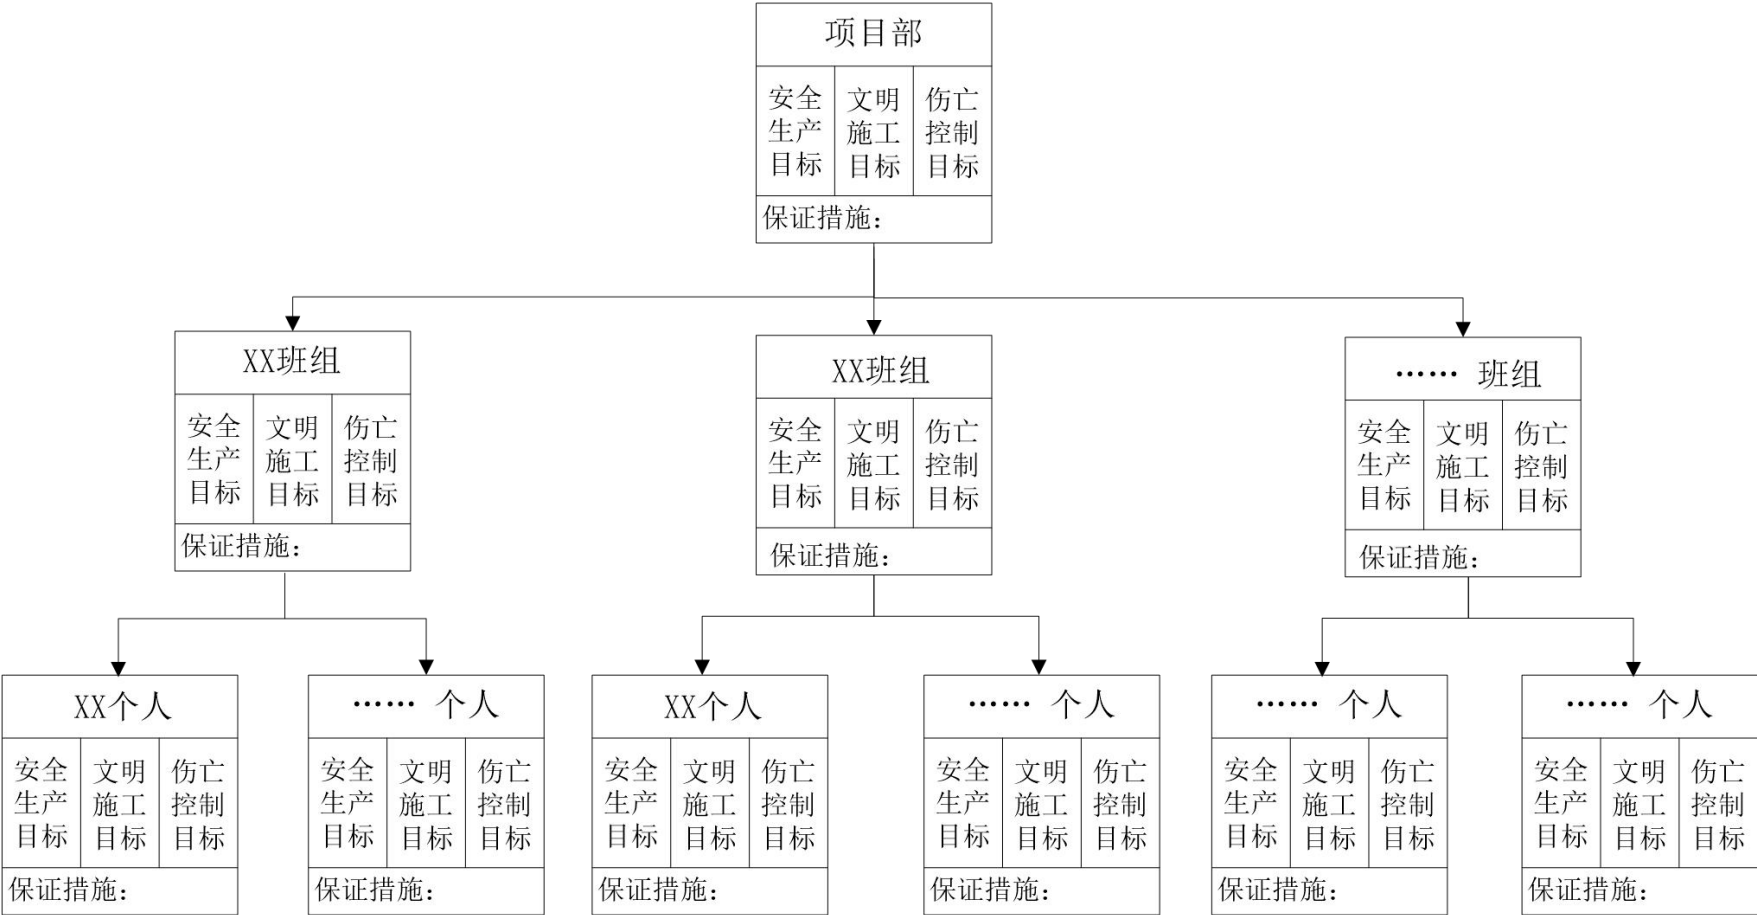 项目部
安全
生产
目标
文明
施工
目标
伤亡
控制
目标
保证措施：
XX班组
安全
生产
目标
文明
施工
目标
伤亡
控制
目标
保证措施：
XX班组
安全
生产
目标
文明
施工
目标
伤亡
控制
目标
保证措施：
…… 班组
安全
生产
目标
文明
施工
目标
伤亡
控制
目标
保证措施：
XX个人
安全
生产
目标
文明
施工
目标
伤亡
控制
目标
保证措施：
…… 个人
安全
生产
目标
文明
施工
目标
伤亡
控制
目标
保证措施：
XX个人
安全
生产
目标
文明
施工
目标
伤亡
控制
目标
保证措施：
…… 个人
安全
生产
目标
文明
施工
目标
伤亡
控制
目标
保证措施：
…… 个人
安全
生产
目标
文明
施工
目标
伤亡
控制
目标
保证措施：
…… 个人
安全
生产
目标
文明
施工
目标
伤亡
控制
目标
保证措施：